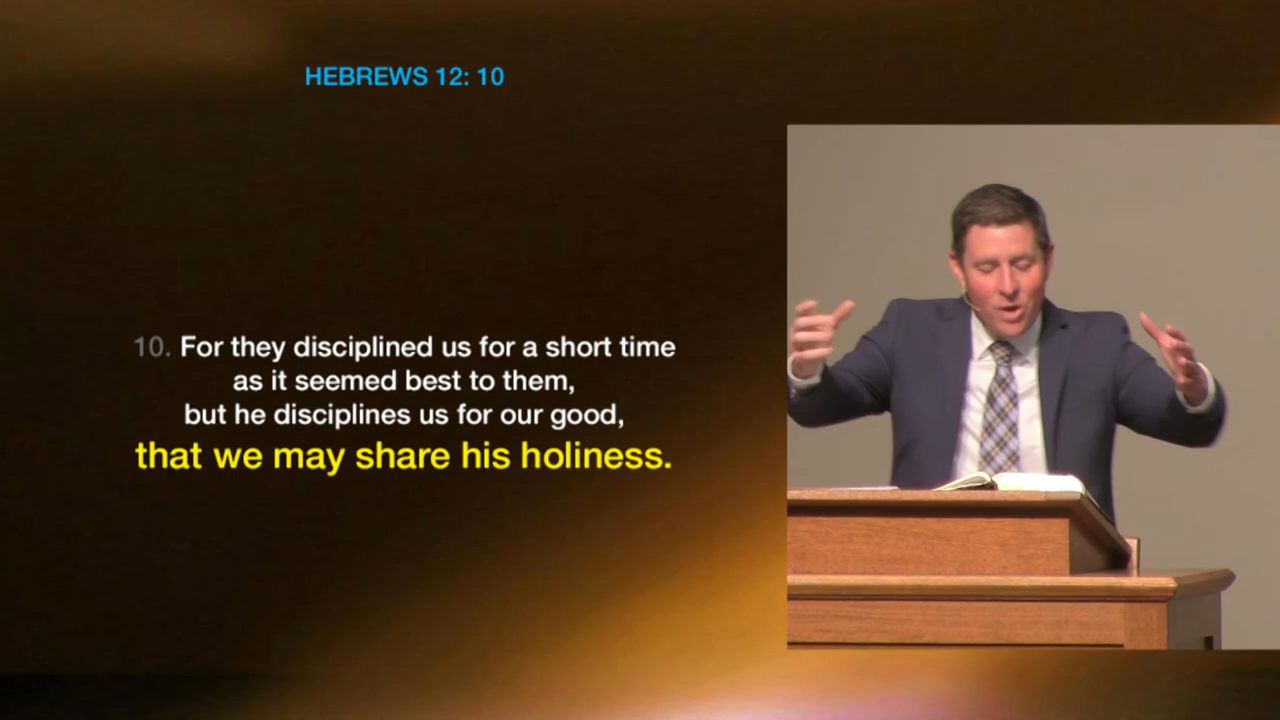 HEBREWS 12: 10
10. For they disciplined us for a short time
as it seemed best to them,
but he disciplines us for our good,
that we may share his holiness.